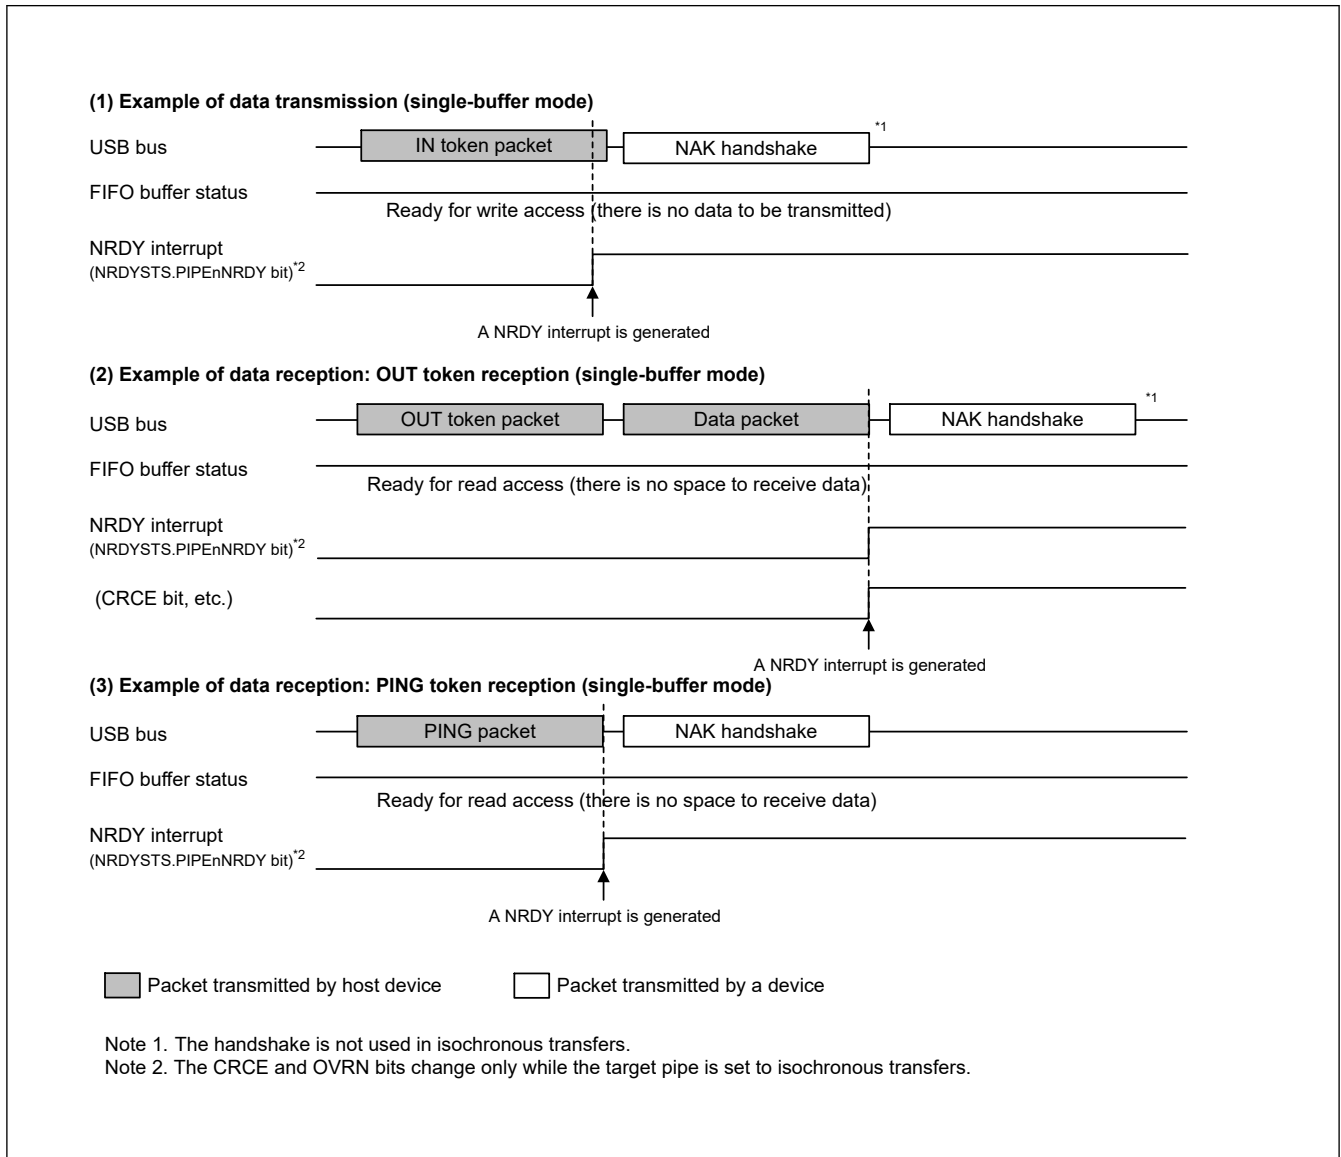 (1) Example of data transmission (single-buffer mode)
USB bus
IN token packet
NAK handshake
*1
FIFO buffer status
Ready for write access (there is no data to be transmitted)
NRDY interrupt
(NRDYSTS.PIPEnNRDY bit)*2
A NRDY interrupt is generated
(2) Example of data reception: OUT token reception (single-buffer mode)
USB bus
OUT token packet
Data packet
NAK handshake
*1
FIFO buffer status
Ready for read access (there is no space to receive data)
NRDY interrupt
(NRDYSTS.PIPEnNRDY bit)*2
(CRCE bit, etc.)
A NRDY interrupt is generated
(3) Example of data reception: PING token reception (single-buffer mode)
USB bus
PING packet
NAK handshake
FIFO buffer status
Ready for read access (there is no space to receive data)
NRDY interrupt
(NRDYSTS.PIPEnNRDY bit)*2
A NRDY interrupt is generated
Packet transmitted by host device
Packet transmitted by a device
Note 1. The handshake is not used in isochronous transfers.
Note 2. The CRCE and OVRN bits change only while the target pipe is set to isochronous transfers.